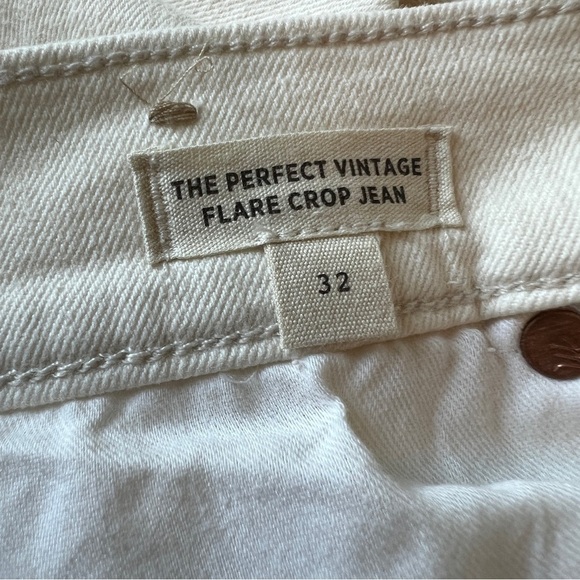 THE PERFECT VINTAGE
FLARE CROP JEAN
32